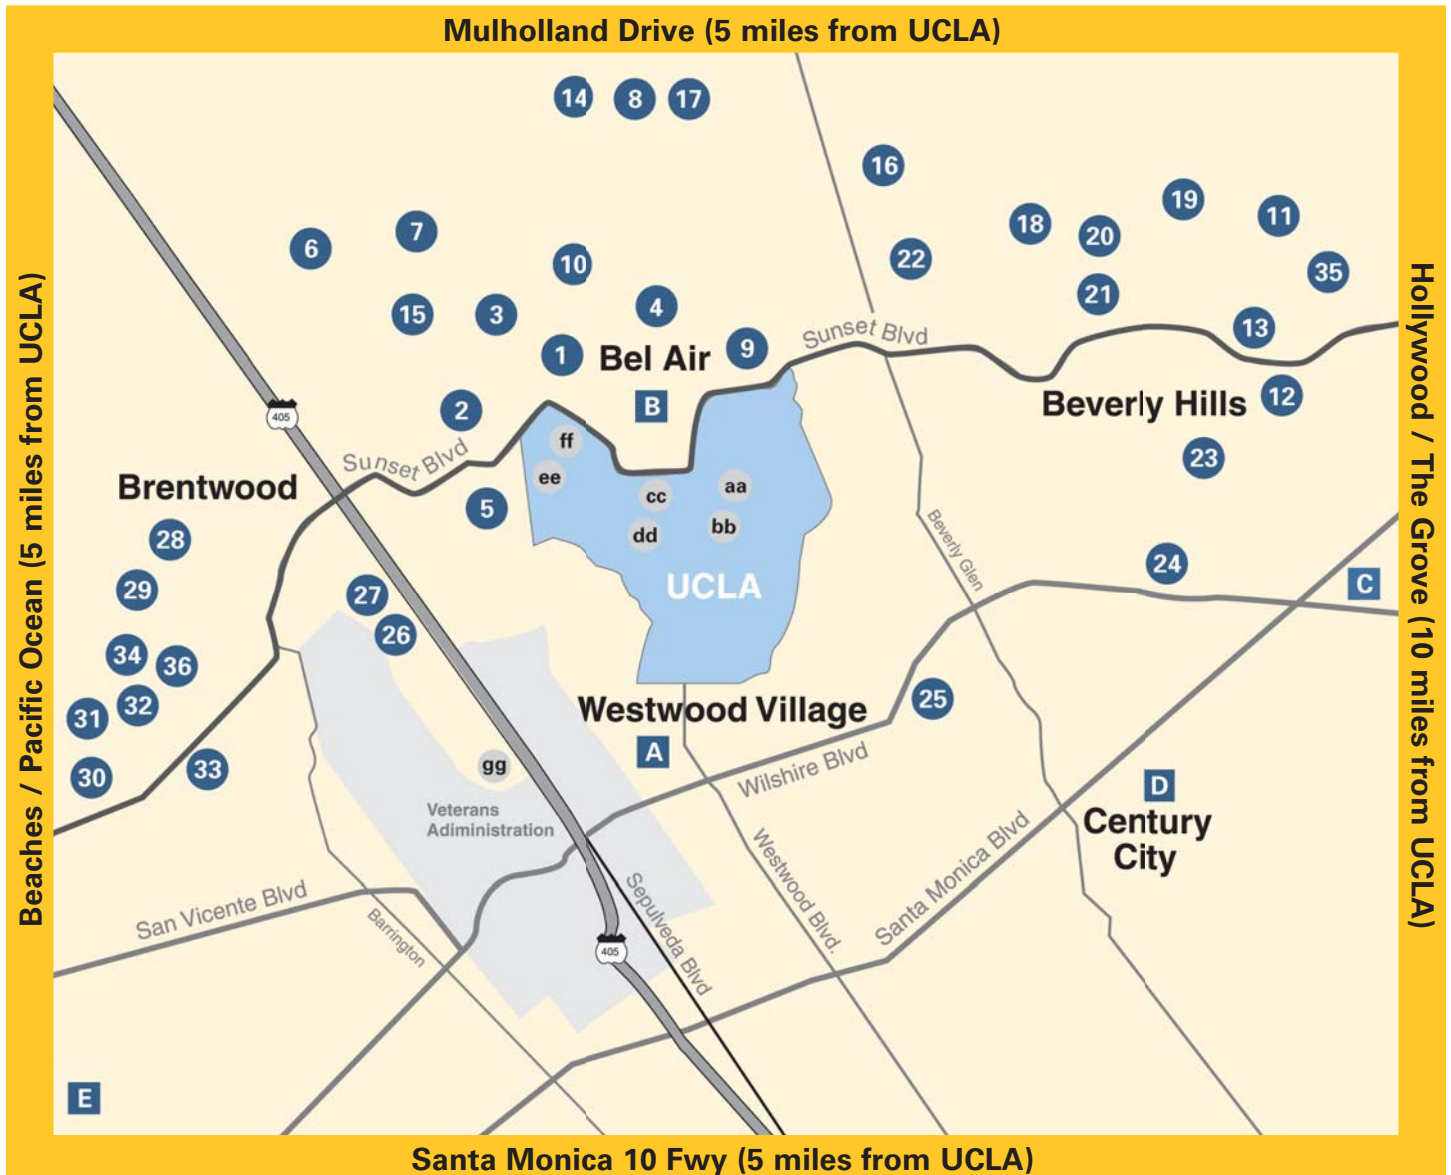 Mulholland Drive (5 miles from UCLA)
14
8
17
16
19
11
18
20
7
6
22
10
35
21
4
15
3
13
Sunset Blvd
9
1
Bel Air
12
Beverly Hills
B
2
405
ff
Sunset Blvd
23
ee
aa
Brentwood
cc
5
bb
dd
28
Beverly Glen
24
C
UCLA
29
27
26
34
36
25
32
31
Westwood Village
A
gg
33
30
Wilshire Blvd
D
Veterans
Adiministration
Century
City
Santa Monica Blvd
Westwood Blvd.
Sepulveda Blvd
San Vicente Blvd
Barrington
405
E
Beaches / Pacific Ocean (5 miles from UCLA)
Hollywood / The Grove (10 miles from UCLA)
Santa Monica 10 Fwy (5 miles from UCLA)